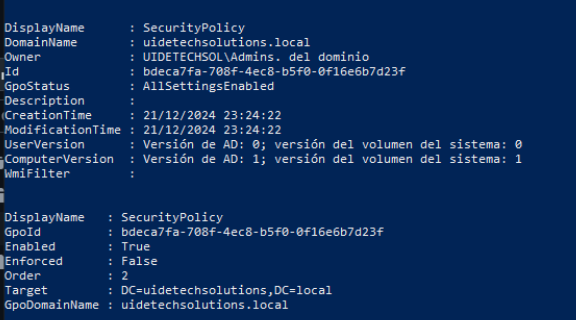 DisplayName      : SecurityPolicy
DomainName       : uidetechsolutions.local
Owner            : UIDETECHSOL\Admins. del dominio
Id               : bdeca7fa-708f-4ec8-b5f0-0f16e6b7d23f
GpoStatus        : AllSettingsEnabled
Description      :
CreationTime     : 21/12/2024 23:24:22
ModificationTime : 21/12/2024 23:24:22
UserVersion      : Versión de AD: 0; versión del volumen del sistema: 0
ComputerVersion  : Versión de AD: 1; versión del volumen del sistema: 1
WmiFilter        :
DisplayName   : SecurityPolicy
GpoId         : bdeca7fa-708f-4ec8-b5f0-0f16e6b7d23f
Enabled       : True
Enforced      : False
Order         : 2
Target        : DC=uidetechsolutions,DC=local
GpoDomainName : uidetechsolutions.local